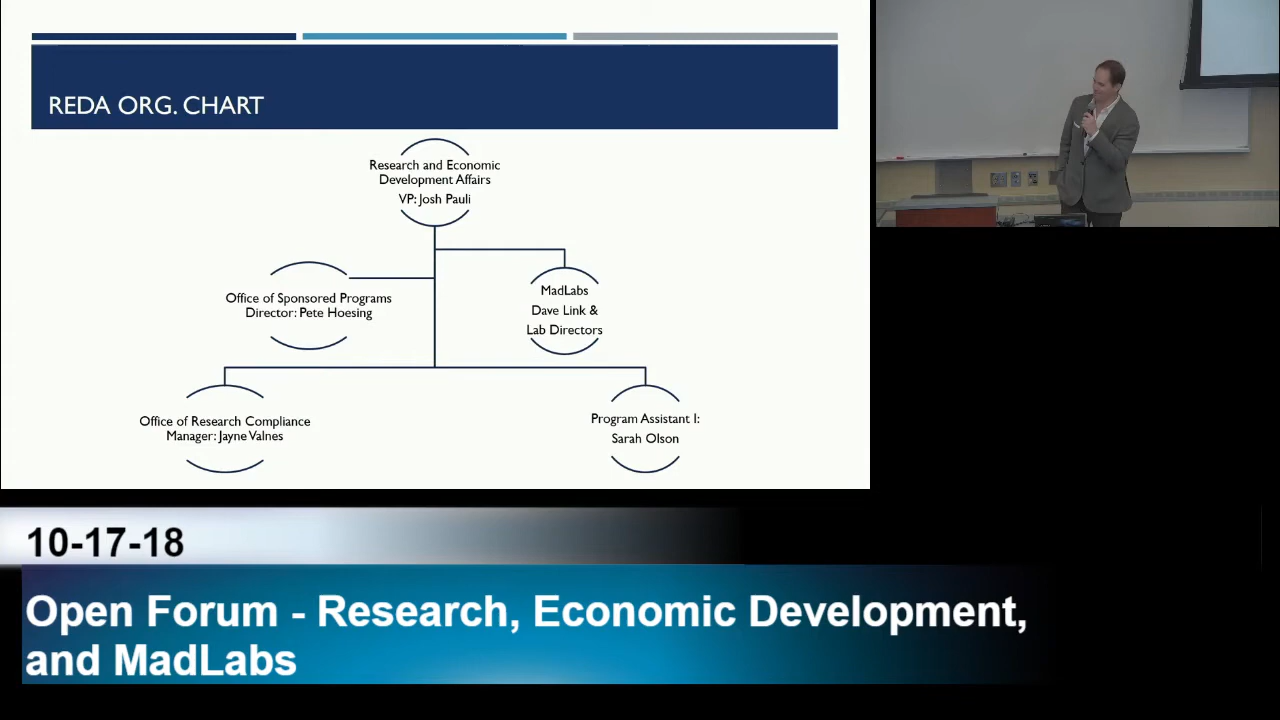 REDA ORG. CHART
Research and Economic
Development Affairs
VP: Josh Pauli
Office of Sponsored Programs
Director: Pete Hoesing
MadLabs
Dave Link &
Lab Directors
Office of Research Compliance
Manager: Jayne Valnes
Program Assistant I:
Sarah Olson
10-17-18
Open Forum - Research, Economic Development,
and MadLabs